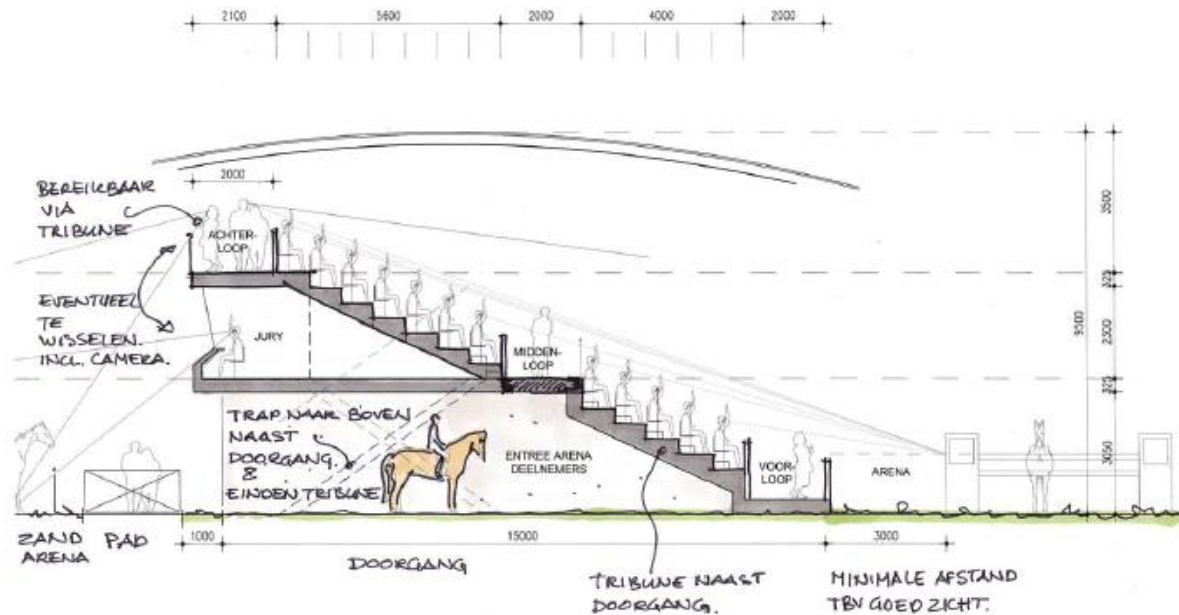 2100 5600 2000 4000 2000
2000
BEREIKBAAR
VIA
TRIBUNE
ACHTER-
LOOP
EVENTUEEL
TE
WISSELEN.
INCL. CAMERA.
JURY
MIDDEN-
LOOP
TRAP NAAR BOVEN
NAAST
DOORGANG.
&
EINDEN TRIBUNE
ENTREE ARENA
DEELNEMERS
VOOR-
LOOP
ARENA
9500
3500
325
2300
325
3050
ZAND
ARENA
PAD
1000 15000 3000
DOORGANG
TRIBUNE NAAST
DOORGANG.
MINIMALE AFSTAND
TBV GOED ZICHT.